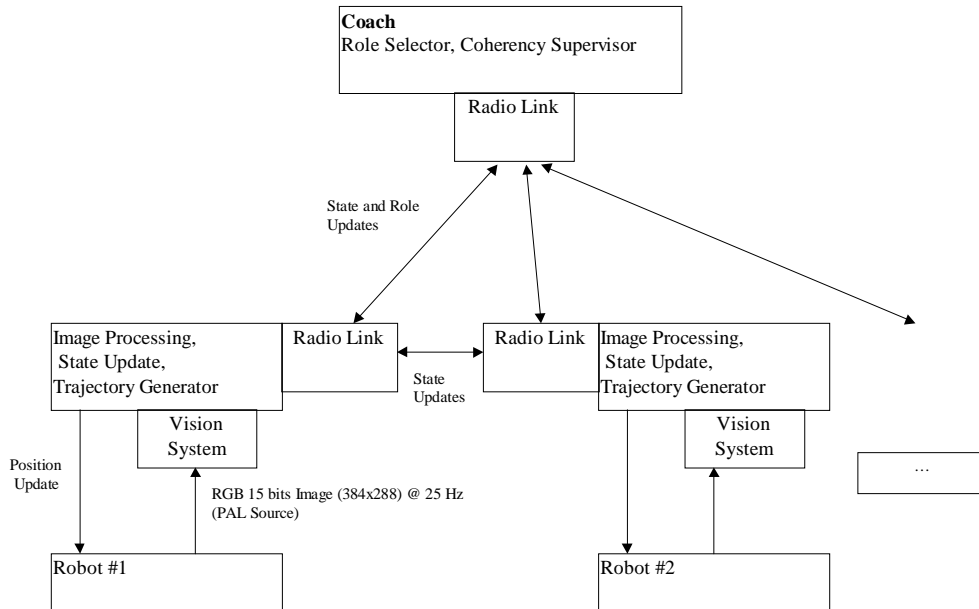 Coach
Role Selector, Coherency Supervisor
Radio Link
State and Role
Updates
Image Processing,
State Update,
Trajectory Generator
Radio Link
State
Updates
Radio Link
Image Processing,
State Update,
Trajectory Generator
Vision
System
Vision
System
Position
Update
RGB 15 bits Image (384x288) @ 25 Hz
(PAL Source)
…
Robot #1
Robot #2